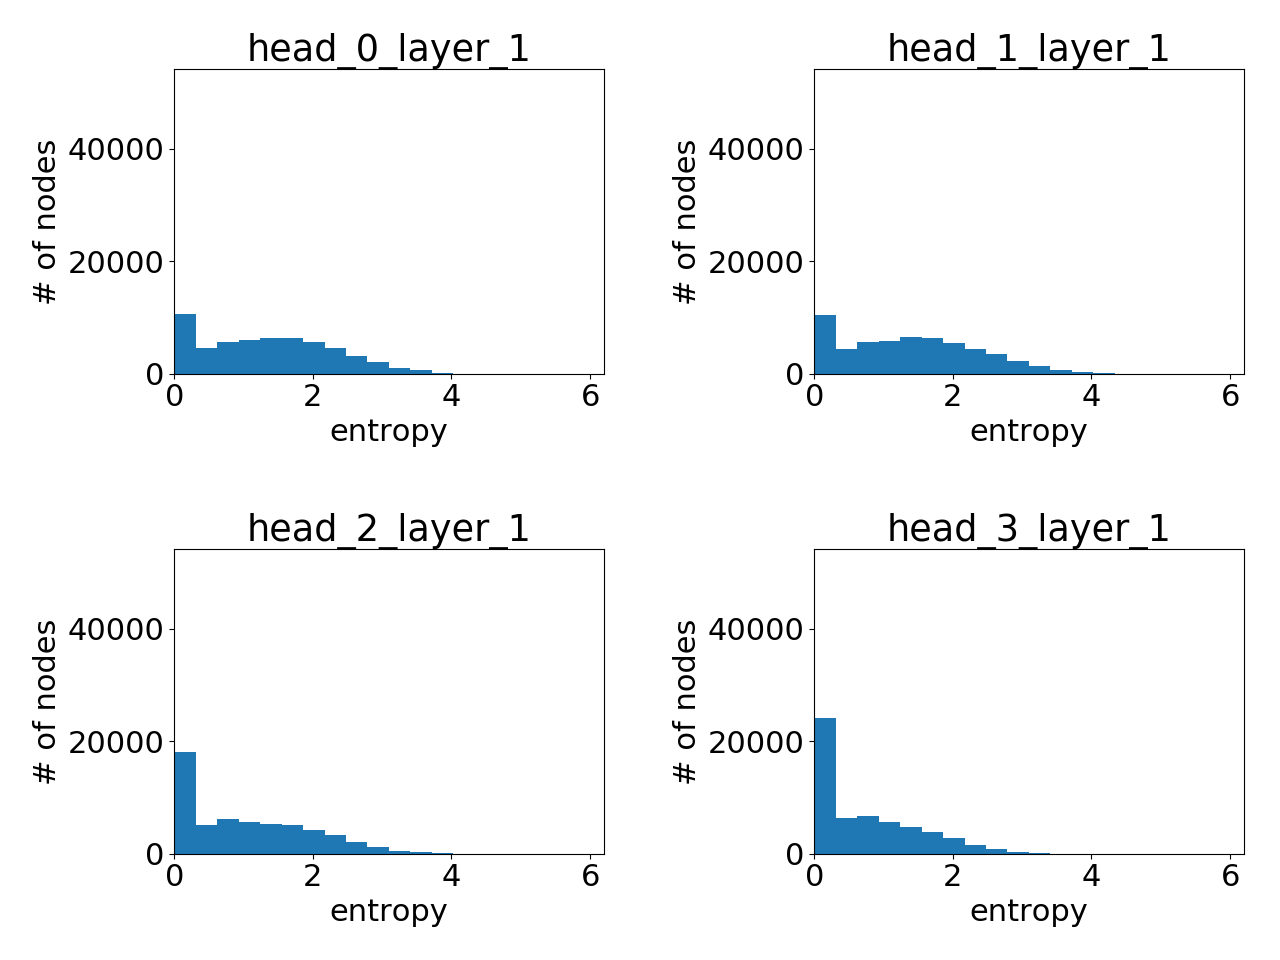 head_0_layer_1
# of nodes
40000
20000
0
0 2 4 6
entropy
head_1_layer_1
# of nodes
40000
20000
0
0 2 4 6
entropy
head_2_layer_1
# of nodes
40000
20000
0
0 2 4 6
entropy
head_3_layer_1
# of nodes
40000
20000
0
0 2 4 6
entropy